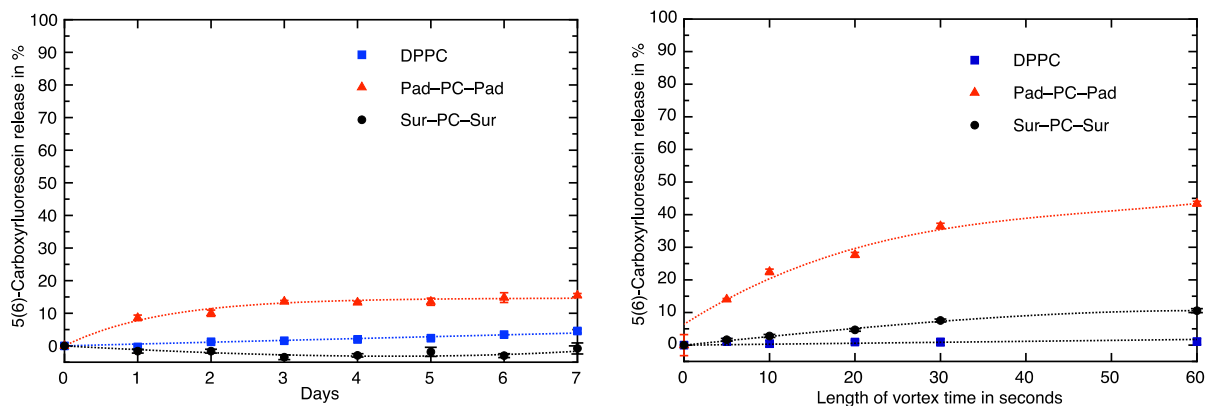 5(6)-Carboxyrluorescein release in %
100
90
80
70
60
50
40
30
20
10
0
DPPC
Pad–PC–Pad
Sur–PC–Sur
0 1 2 3 4 5 6 7
Days
5(6)-Carboxyrluorescein release in %
100
90
80
70
60
50
40
30
20
10
0
DPPC
Pad–PC–Pad
Sur–PC–Sur
0 10 20 30 40 50 60
Length of vortex time in seconds